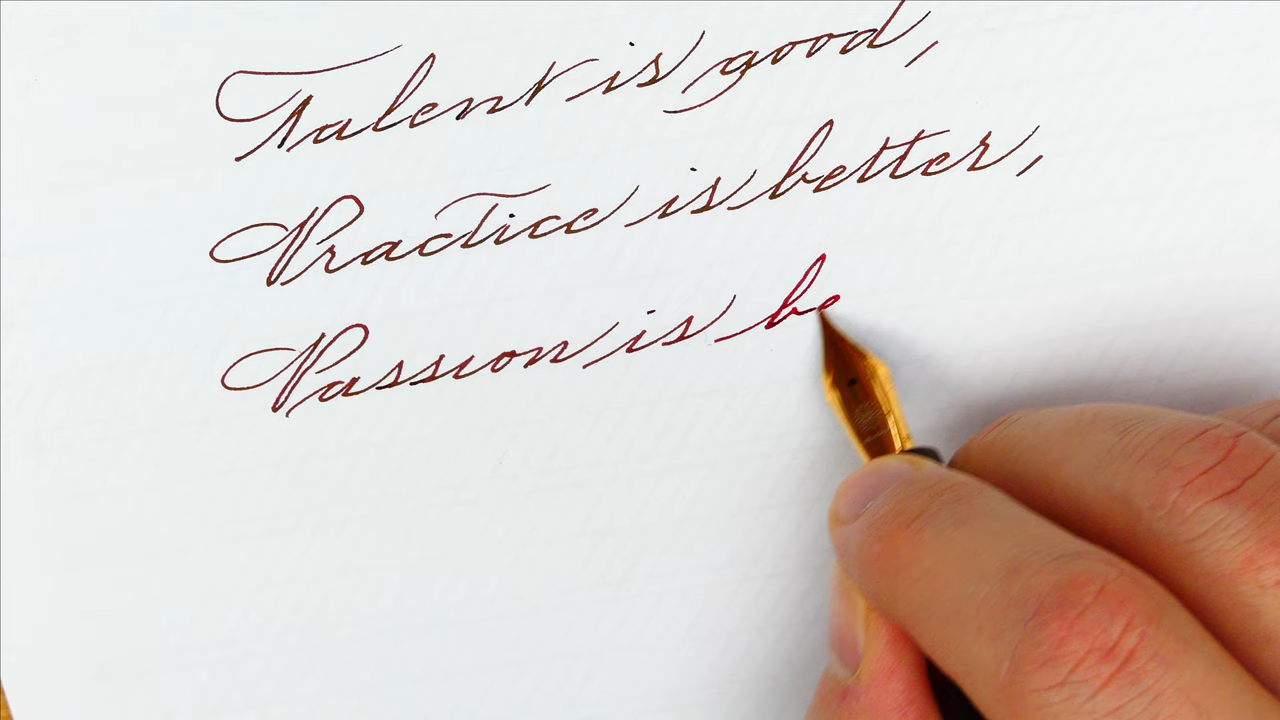 Talent is good,
Practice is better,
Passion is be